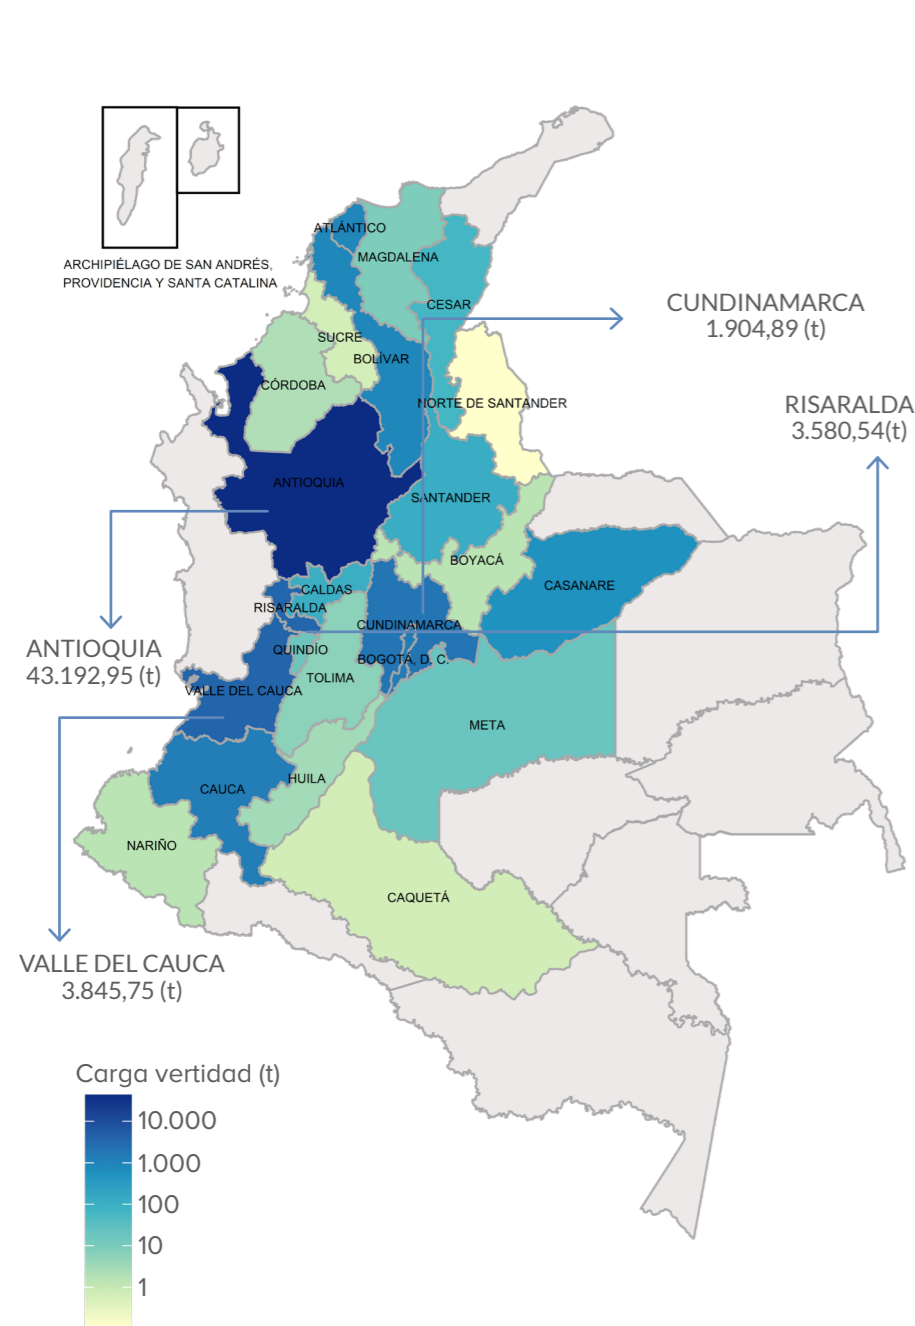 ARCHIPIÉLAGO DE SAN ANDRÉS,
PROVIDENCIA Y SANTA CATALINA
ATLÁNTICO
MAGDALENA
CESAR
CUNDINAMARCA
1.904,89 (t)
SUCRE
BOLÍVAR
CÓRDOBA
NORTE DE SANTANDER
RISARALDA
3.580,54(t)
ANTIOQUIA
SANTANDER
BOYACÁ
CASANARE
CALDAS
RISARALDA
CUNDINAMARCA
ANTIOQUIA
43.192,95 (t)
QUINDÍO
BOGOTÁ, D. C.
TOLIMA
VALLE DEL CAUCA
META
HUILA
CAUCA
NARIÑO
CAQUETÁ
VALLE DEL CAUCA
3.845,75 (t)
Carga vertidad (t)
10.000
1.000
100
10
1